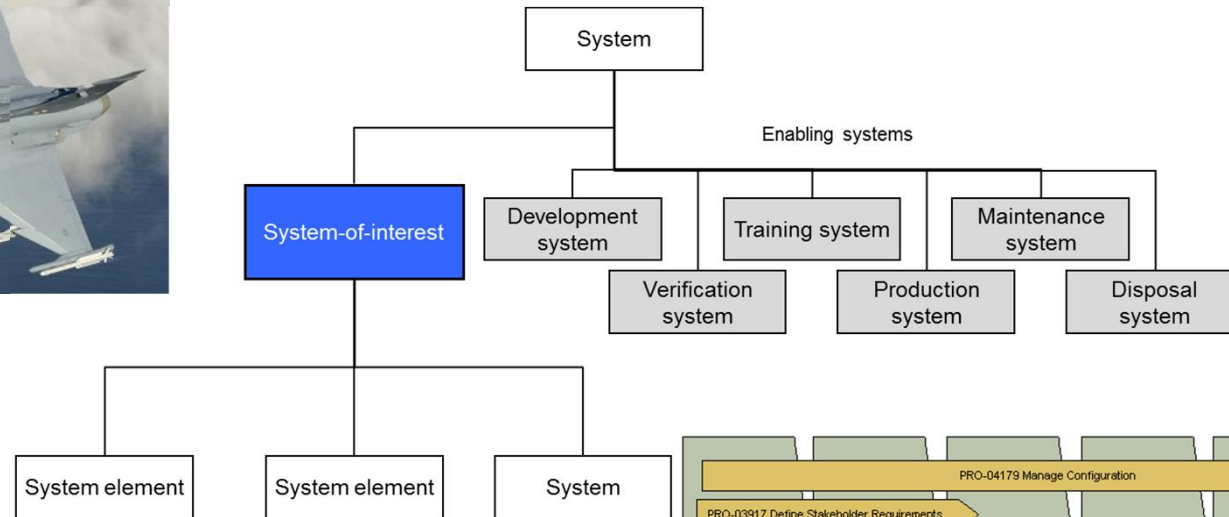 System
Enabling systems
System-of-interest
Development
system
Training system
Maintenance
system
Verification
system
Production
system
Disposal
system
System element
System element
System
PRO-04179 Manage Configuration
PRO-03917 Define Stakeholder Requirements